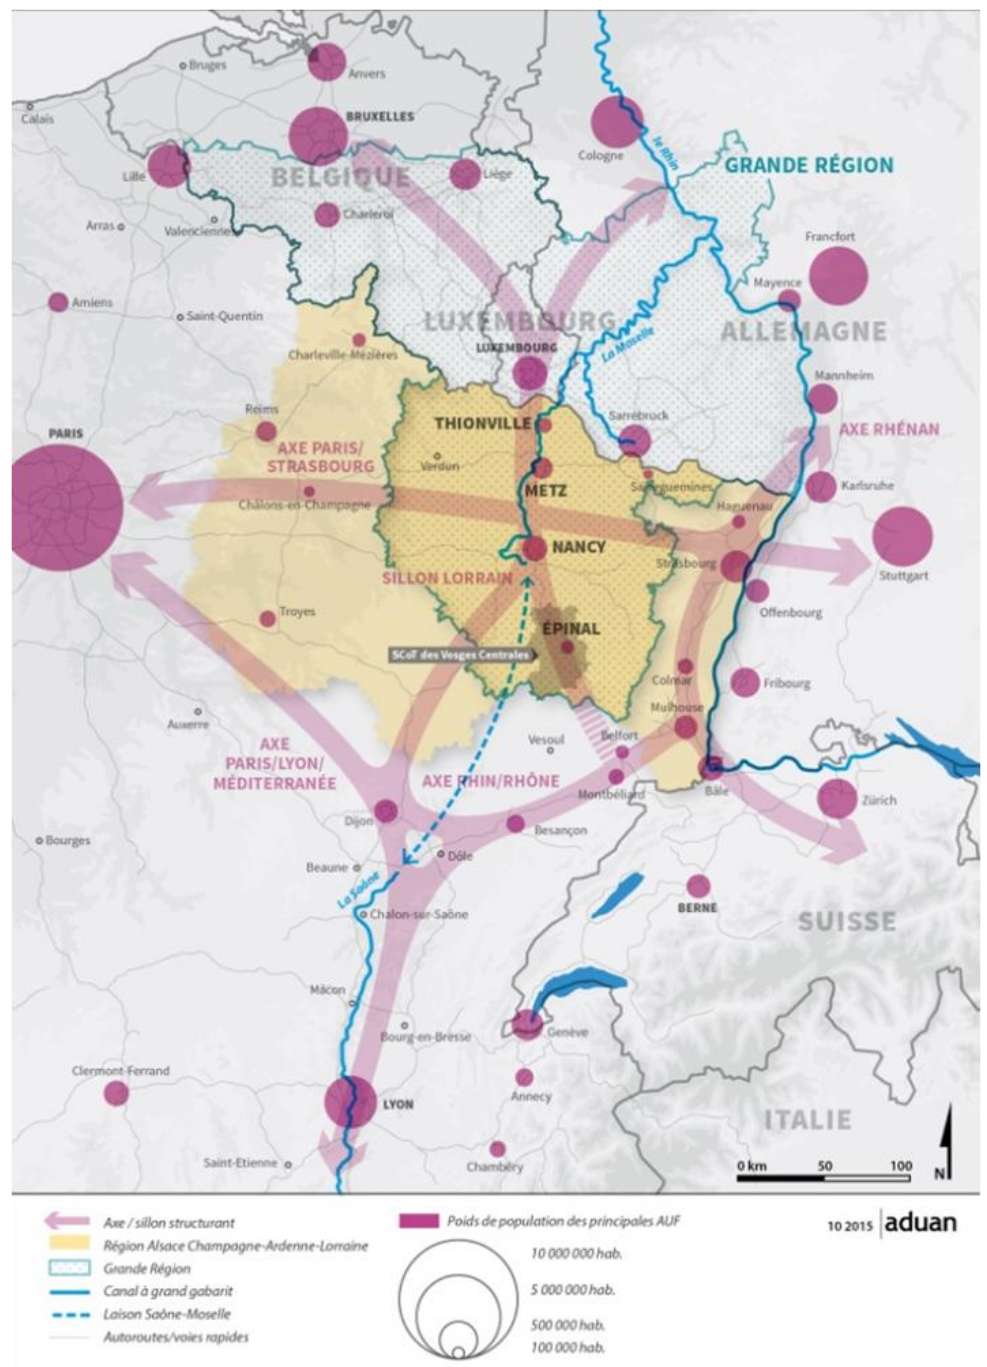 Bruges
Anvers
Calais
BRUXELLES
Cologne
le Rhin
GRANDE RÉGION
Lille
BELGIQUE
Liège
Charleroi
Arras
Valenciennes
Francfort
Mayence
Amiens
Saint-Quentin
LUXEMBOURG
ALLEMAGNE
La Moselle
LUXEMBOURG
Charleville-Mézières
Mannheim
Reims
Sarrebruck
THIONVILLE
AXE RHÉNAN
PARIS
AXE PARIS/
STRASBOURG
Verdun
METZ
Sarreguemines
Karlsruhe
Châlons-en-Champagne
Haguenau
NANCY
Strasbourg
Stuttgart
SILLON LORRAIN
Offenbourg
Troyes
ÉPINAL
SCoT des Vosges Centrales
Colmar
Fribourg
Auxerre
Mulhouse
Vesoul
Belfort
AXE
PARIS/LYON/
MÉDITERRANÉE
AXE RHIN/RHÔNE
Montbéliard
Bâle
Zürich
Dijon
Besançon
Bourges
Beaune
Dôle
La Saône
BERNE
Chalon-sur-Saône
SUISSE
Mâcon
Bourg-en-Bresse
Genève
Clermont-Ferrand
Annecy
LYON
ITALIE
Saint-Etienne
Chambéry
0 km 50 100
N
Axe / sillon structurant
Région Alsace Champagne-Ardenne-Lorraine
Grande Région
Canal à grand gabarit
Laison Saône-Moselle
Autoroutes/voies rapides
Poids de population des principales AUF
10 000 000 hab.
5 000 000 hab.
500 000 hab.
100 000 hab.
10 2015 aduan